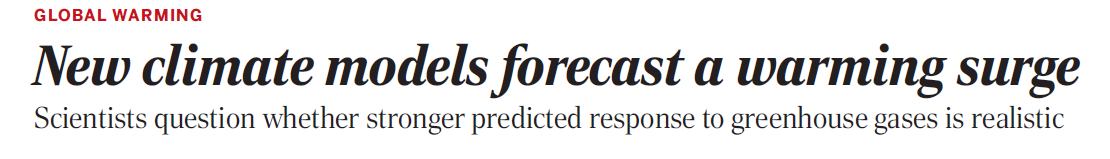 GLOBAL WARMING
New climate models forecast a warming surge
Scientists question whether stronger predicted response to greenhouse gases is realistic